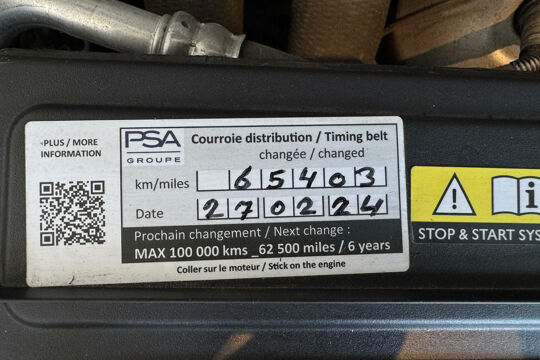 +PLUS / MORE
INFORMATION
PSA
GROUPE
Courroie distribution / Timing belt
changée / changed
km/miles 65403
Date 270224
Prochain changement / Next change :
MAX 100 000 kms _62 500 miles / 6 years
Coller sur le moteur / Stick on the engine
STOP & START SYS